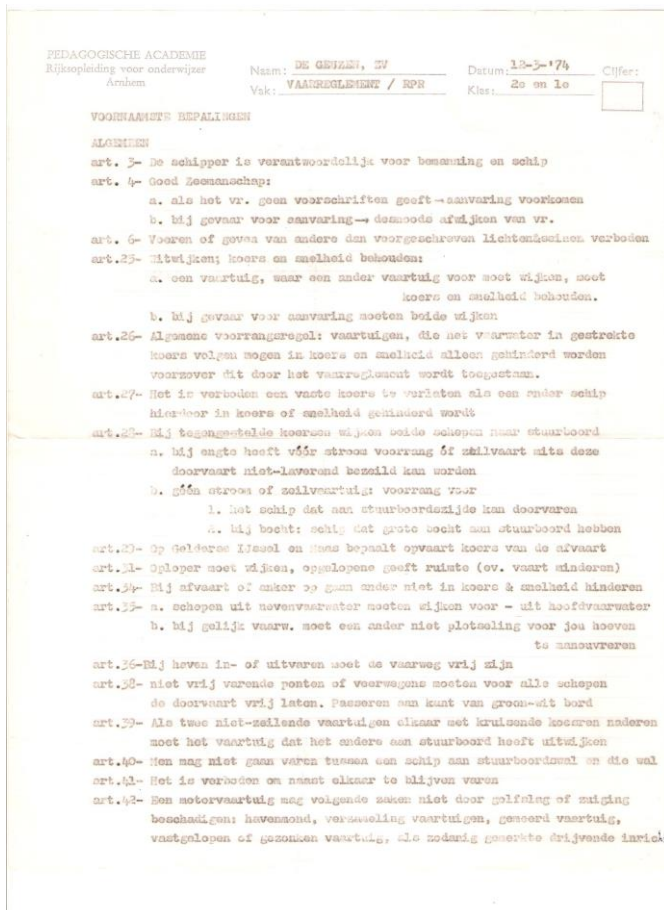 PEDAGOGISCHE ACADEMIE
Rijksopleiding voor onderwijzer
Arnhem
Naam: DE GEUZEN, ZV Datum: 12-3-'74 Cijfer:
Vak: VAARREGLEMENT / RPR Klas: 2e en 1e
VOORNAAMSTE BEPALINGEN
ALGEMEEN
art. 3- De schipper is verantwoordelijk voor bemanning en schip
art. 4- Goed Zeemanschap:
a. als het vr. geen voorschriften geeft→aanvaring voorkomen
b. bij gevaar voor aanvaring→ desnoods afwijken van vr.
art. 6- Voeren of geven van andere dan voorgeschreven lichten&seinen verboden
art.25- Uitwijken; koers en snelheid behouden:
a. een vaartuig, waar een ander vaartuig voor moet wijken, moet
koers en snelheid behouden.
b. bij gevaar voor aanvaring moeten beide wijken
art.26- Algemene voorrangsregel: vaartuigen, die het vaarwater in gestrekte
koers volgen mogen in koers en snelheid alleen gehinderd worden
voorzover dit door het vaarreglement wordt toegestaan.
art.27- Het is verboden een vaste koers te verlaten als een ander schip
hierdoor in koers of snelheid gehinderd wordt
art.28- Bij tegengestelde koersen wijken beide schepen naar stuurboord
a. bij engte heeft vóór stroom voorrang óf zeilvaart mits deze
doorvaart niet-laverend bezeild kan worden
b. géén stroom of zeilvaartuig: voorrang voor
1. het schip dat aan stuurboordszijde kan doorvaren
2. bij bocht: schip dat grote bocht aan stuurboord hebben
art.29- Op Gelderse IJssel en Maas bepaalt opvaart koers van de afvaart
art.31- Oploper moet wijken, opgelopene geeft ruimte (ev. vaart minderen)
art.34- Bij afvaart of anker op gaan ander niet in koers & snelheid hinderen
art.35- a. schepen uit nevenvaarwater moeten wijken voor - uit hoofdvaarwater
b. bij gelijk vaarw. moet een ander niet plotseling voor jou hoeven
te manouvreren
art.36-Bij haven in- of uitvaren moet de vaarweg vrij zijn
art.38- niet vrij varende ponten of veerwegens moeten voor alle schepen
de doorvaart vrij laten. Passeren aan kant van groen-wit bord
art.39- Als twee niet-zeilende vaartuigen elkaar met kruisende koersen naderen
moet het vaartuig dat het andere aan stuurboord heeft uitwijken
art.40- Men mag niet gaan varen tussen een schip aan stuurboordswal en die wal
art.41- Het is verboden om naast elkaar te blijven varen
art.42- Een motorvaartuig mag volgende zaken niet door golfslag of zuiging
beschadigen: havenmond, verzameling vaartuigen, gemeerd vaartuig,
vastgelopen of gezonken vaartuig, als zodanig gemerkte drijvende inric